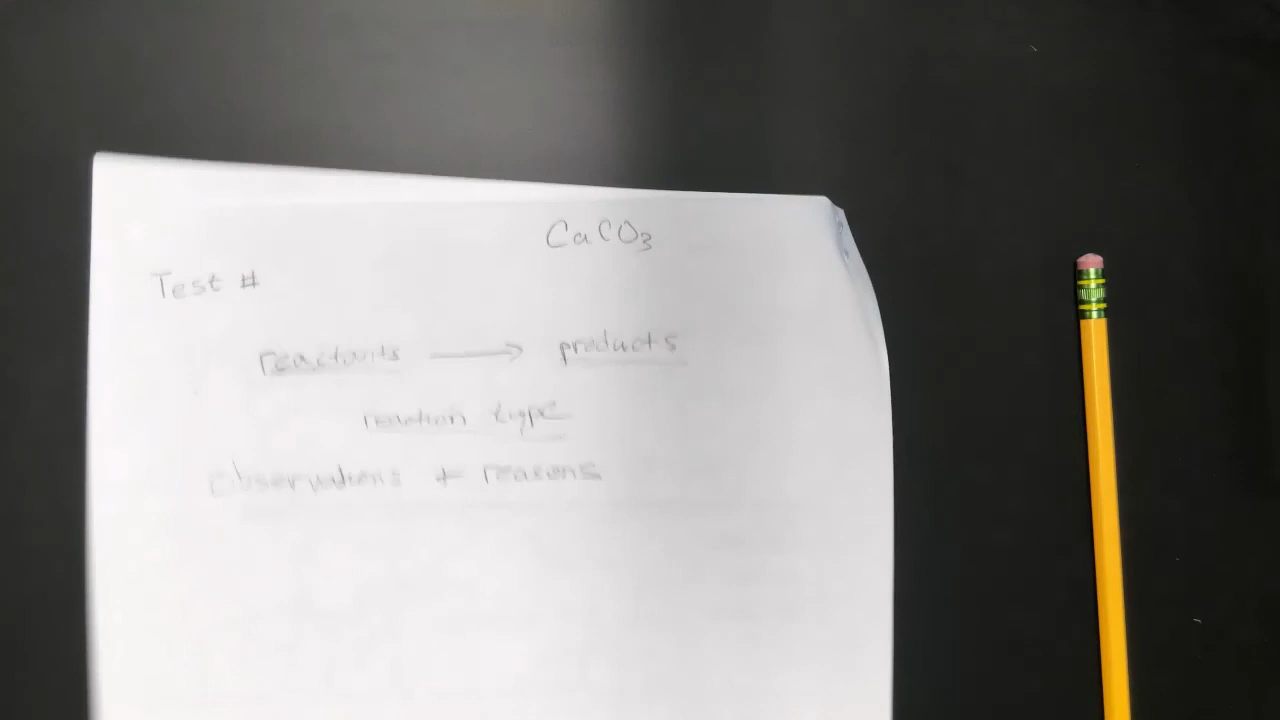 CaCO3
Test #
reactants → products
reaction type
observations + reasons